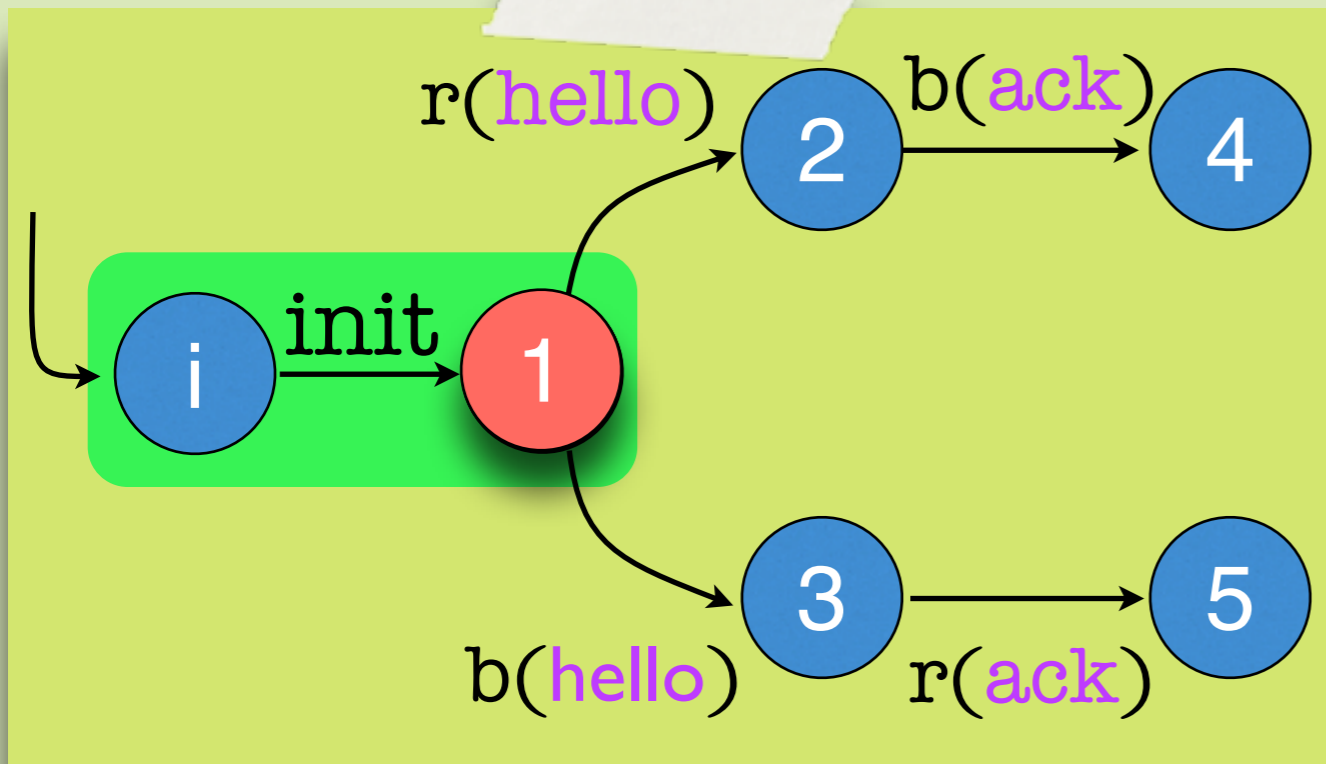 r(hello) 2 b(ack) 4
i init 1
3 5
b(hello) r(ack)